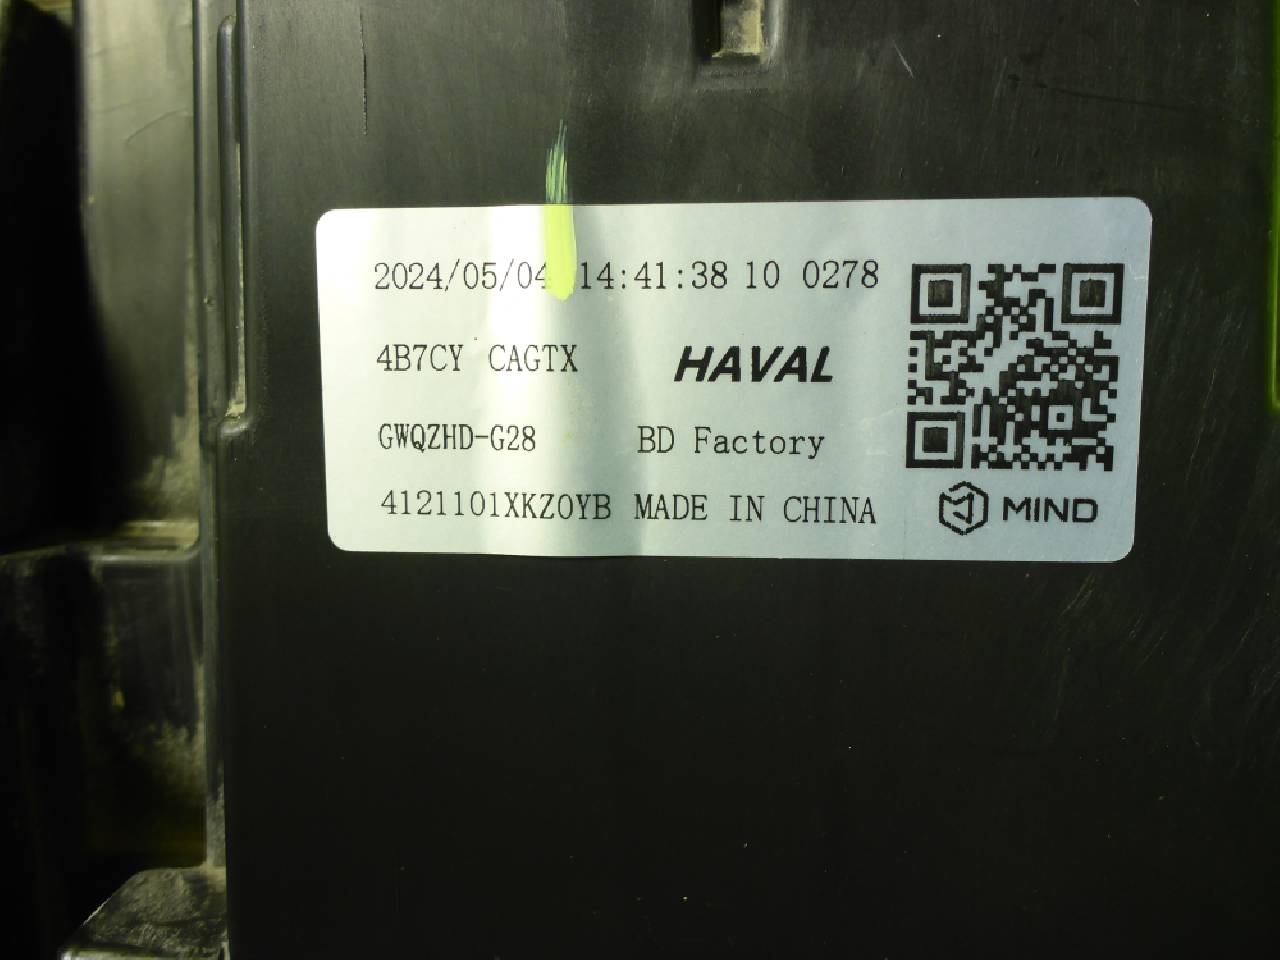 2024/05/04 14:41:38 10 0278
4B7CY CAGTX HAVAL
GWQZHD-G28 BD Factory
4121101XKZ0YB MADE IN CHINA MIND